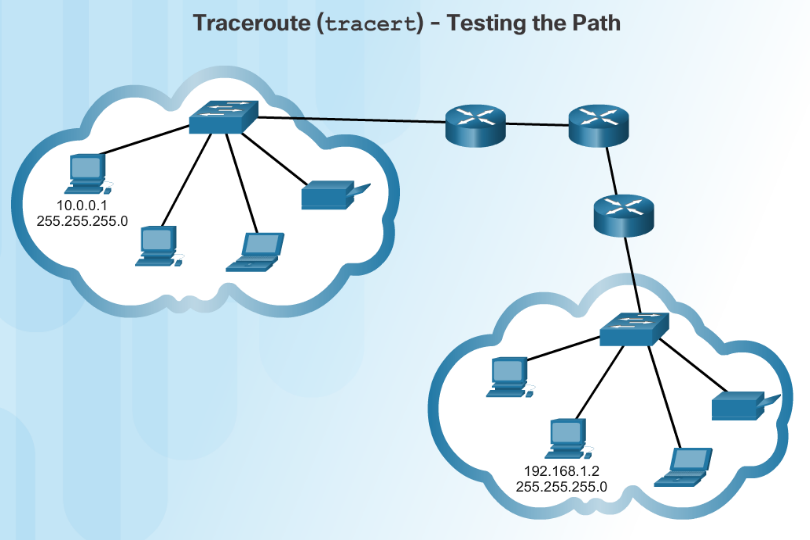 Traceroute (tracert) – Testing the Path
10.0.0.1
255.255.255.0
192.168.1.2
255.255.255.0